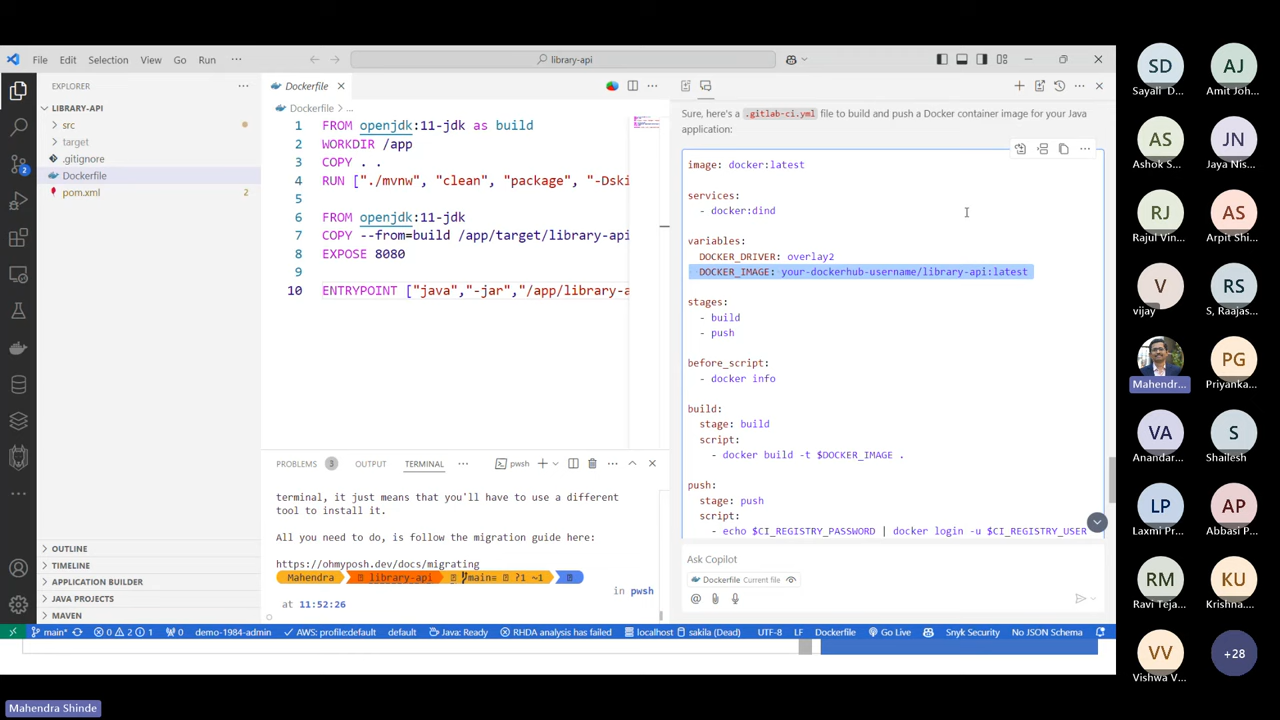 File Edit Selection View Go Run ··· library-api
EXPLORER
LIBRARY-API
src
target
.gitignore
Dockerfile
pom.xml 2
2
OUTLINE
TIMELINE
APPLICATION BUILDER
JAVA PROJECTS
MAVEN
Dockerfile
Dockerfile > ...
1 FROM openjdk:11-jdk as build
2 WORKDIR /app
3 COPY . .
4 RUN ["./mvnw", "clean", "package", "-Dski
5
6 FROM openjdk:11-jdk
7 COPY --from=build /app/target/library-api
8 EXPOSE 8080
9
10 ENTRYPOINT ["java","-jar","/app/library-a
PROBLEMS 3 OUTPUT TERMINAL ··· pwsh
terminal, it just means that you'll have to use a different
tool to install it.
All you need to do, is follow the migration guide here:
https://ohmyposh.dev/docs/migrating
Mahendra library-api main≡ ?1 ~1
in pwsh
at 11:52:26
Sure, here's a .gitlab-ci.yml file to build and push a Docker container image for your Java
application:
image: docker:latest
services:
- docker:dind
variables:
DOCKER_DRIVER: overlay2
DOCKER_IMAGE: your-dockerhub-username/library-api:latest
stages:
- build
- push
before_script:
- docker info
build:
stage: build
script:
- docker build -t $DOCKER_IMAGE .
push:
stage: push
script:
- echo $CI_REGISTRY_PASSWORD | docker login -u $CI_REGISTRY_USER
Ask Copilot
Dockerfile Current file
main* 0 2 1 0 demo-1984-admin AWS: profile:default default Java: Ready RHDA analysis has failed localhost sakila (Dead) UTF-8 LF Dockerfile Go Live Snyk Security No JSON Schema
SD AJ
Sayali D... Amit Joh...
AS JN
Ashok S... Jaya Nis...
RJ AS
Rajul Vin... Arpit Shi...
V RS
vijay S, Raajas...
PG
Mahendr... Priyanka...
VA S
Anandar... Shailesh
LP AP
Laxmi Pr... Abbasi P...
RM KU
Ravi Teja... Krishna...
VV +28
Vishwa V...
Mahendra Shinde